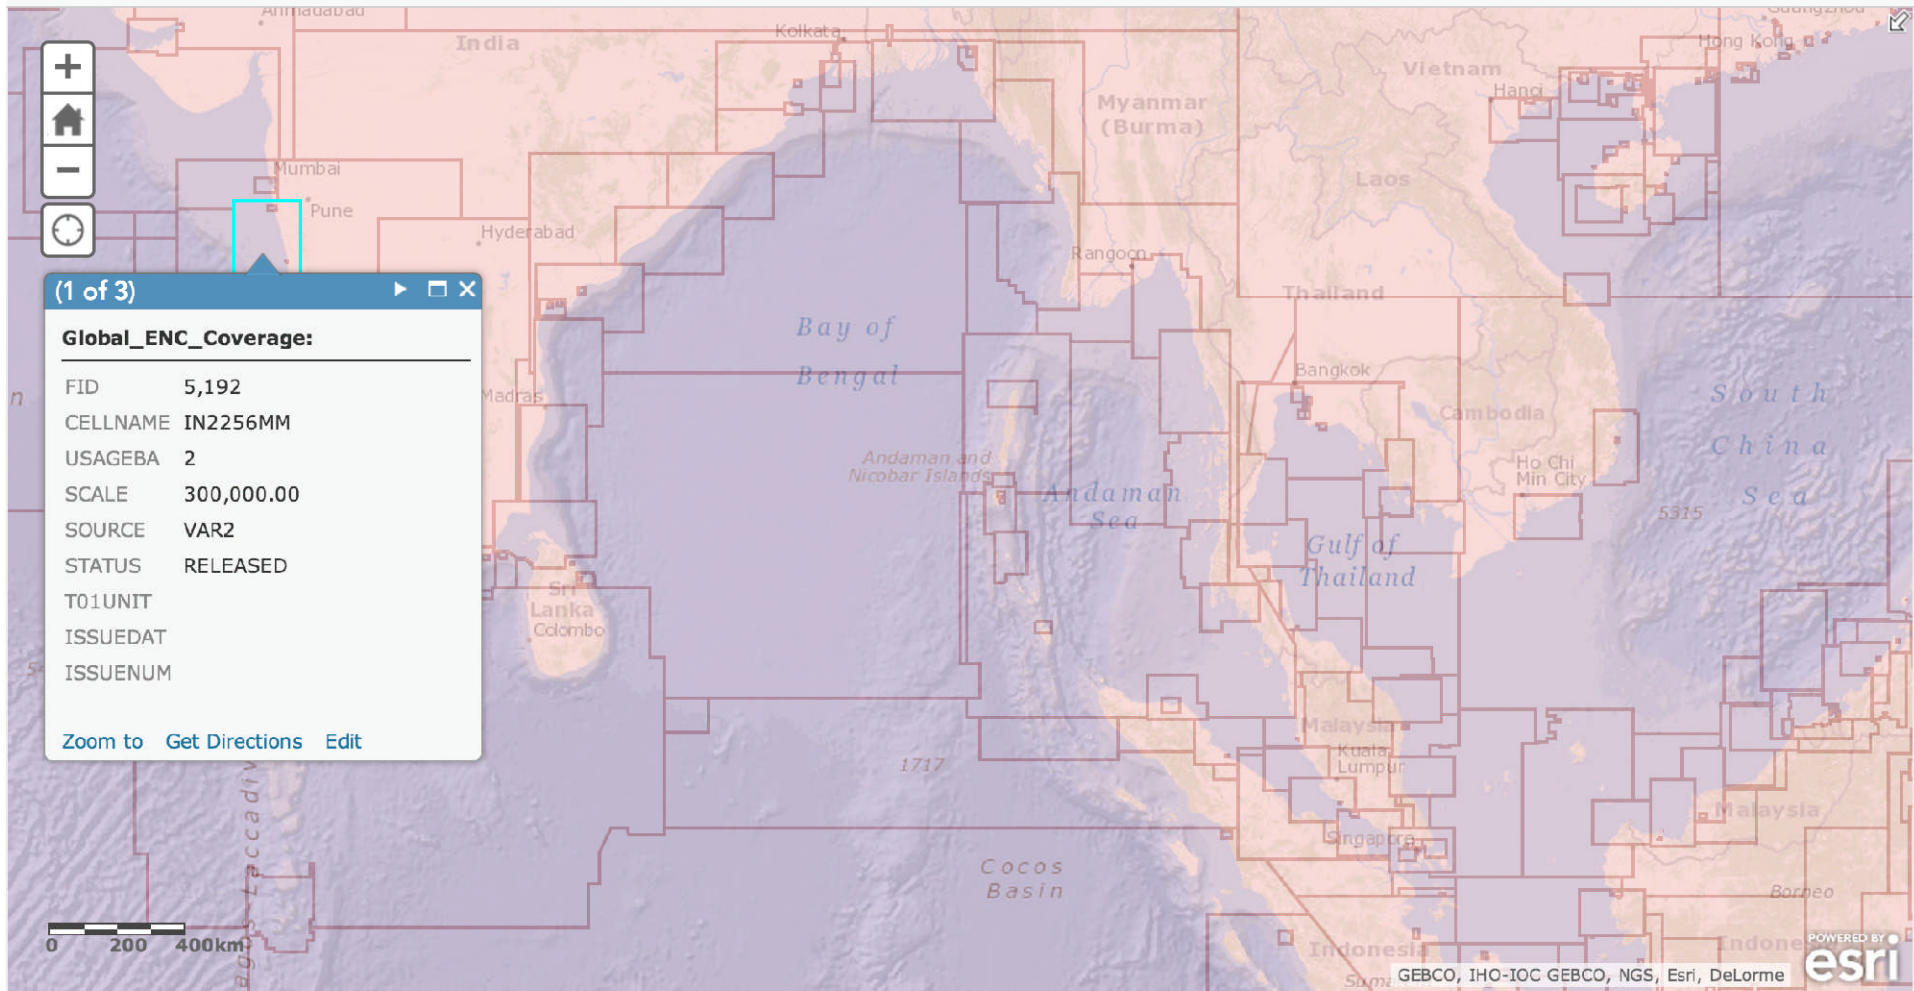 Ahmadabad
India
Kolkata
Guangzhou
Hong Kong
Vietnam
Hanoi
Myanmar
(Burma)
Laos
Mumbai
Pune
Hyderabad
Rangoon
Thailand
(1 of 3)
Global_ENC_Coverage:
FID 5,192
CELLNAME IN2256MM
USAGEBA 2
SCALE 300,000.00
SOURCE VAR2
STATUS RELEASED
T01UNIT
ISSUEDAT
ISSUENUM
Zoom to Get Directions Edit
Bay of
Bengal
Madras
Bangkok
Cambodia
South
China
Sea
Andaman and
Nicobar Islands
Andaman
Sea
Ho Chi
Min City
5315
Gulf of
Thailand
Sri
Lanka
Colombo
Malaysia
Kuala
Lumpur
1717
Malaysia
Singapore
Cocos
Basin
Borneo
Laccadiv
0 200 400km
Indonesia
Indone
POWERED BY
esri
GEBCO, IHO-IOC GEBCO, NGS, Esri, DeLorme